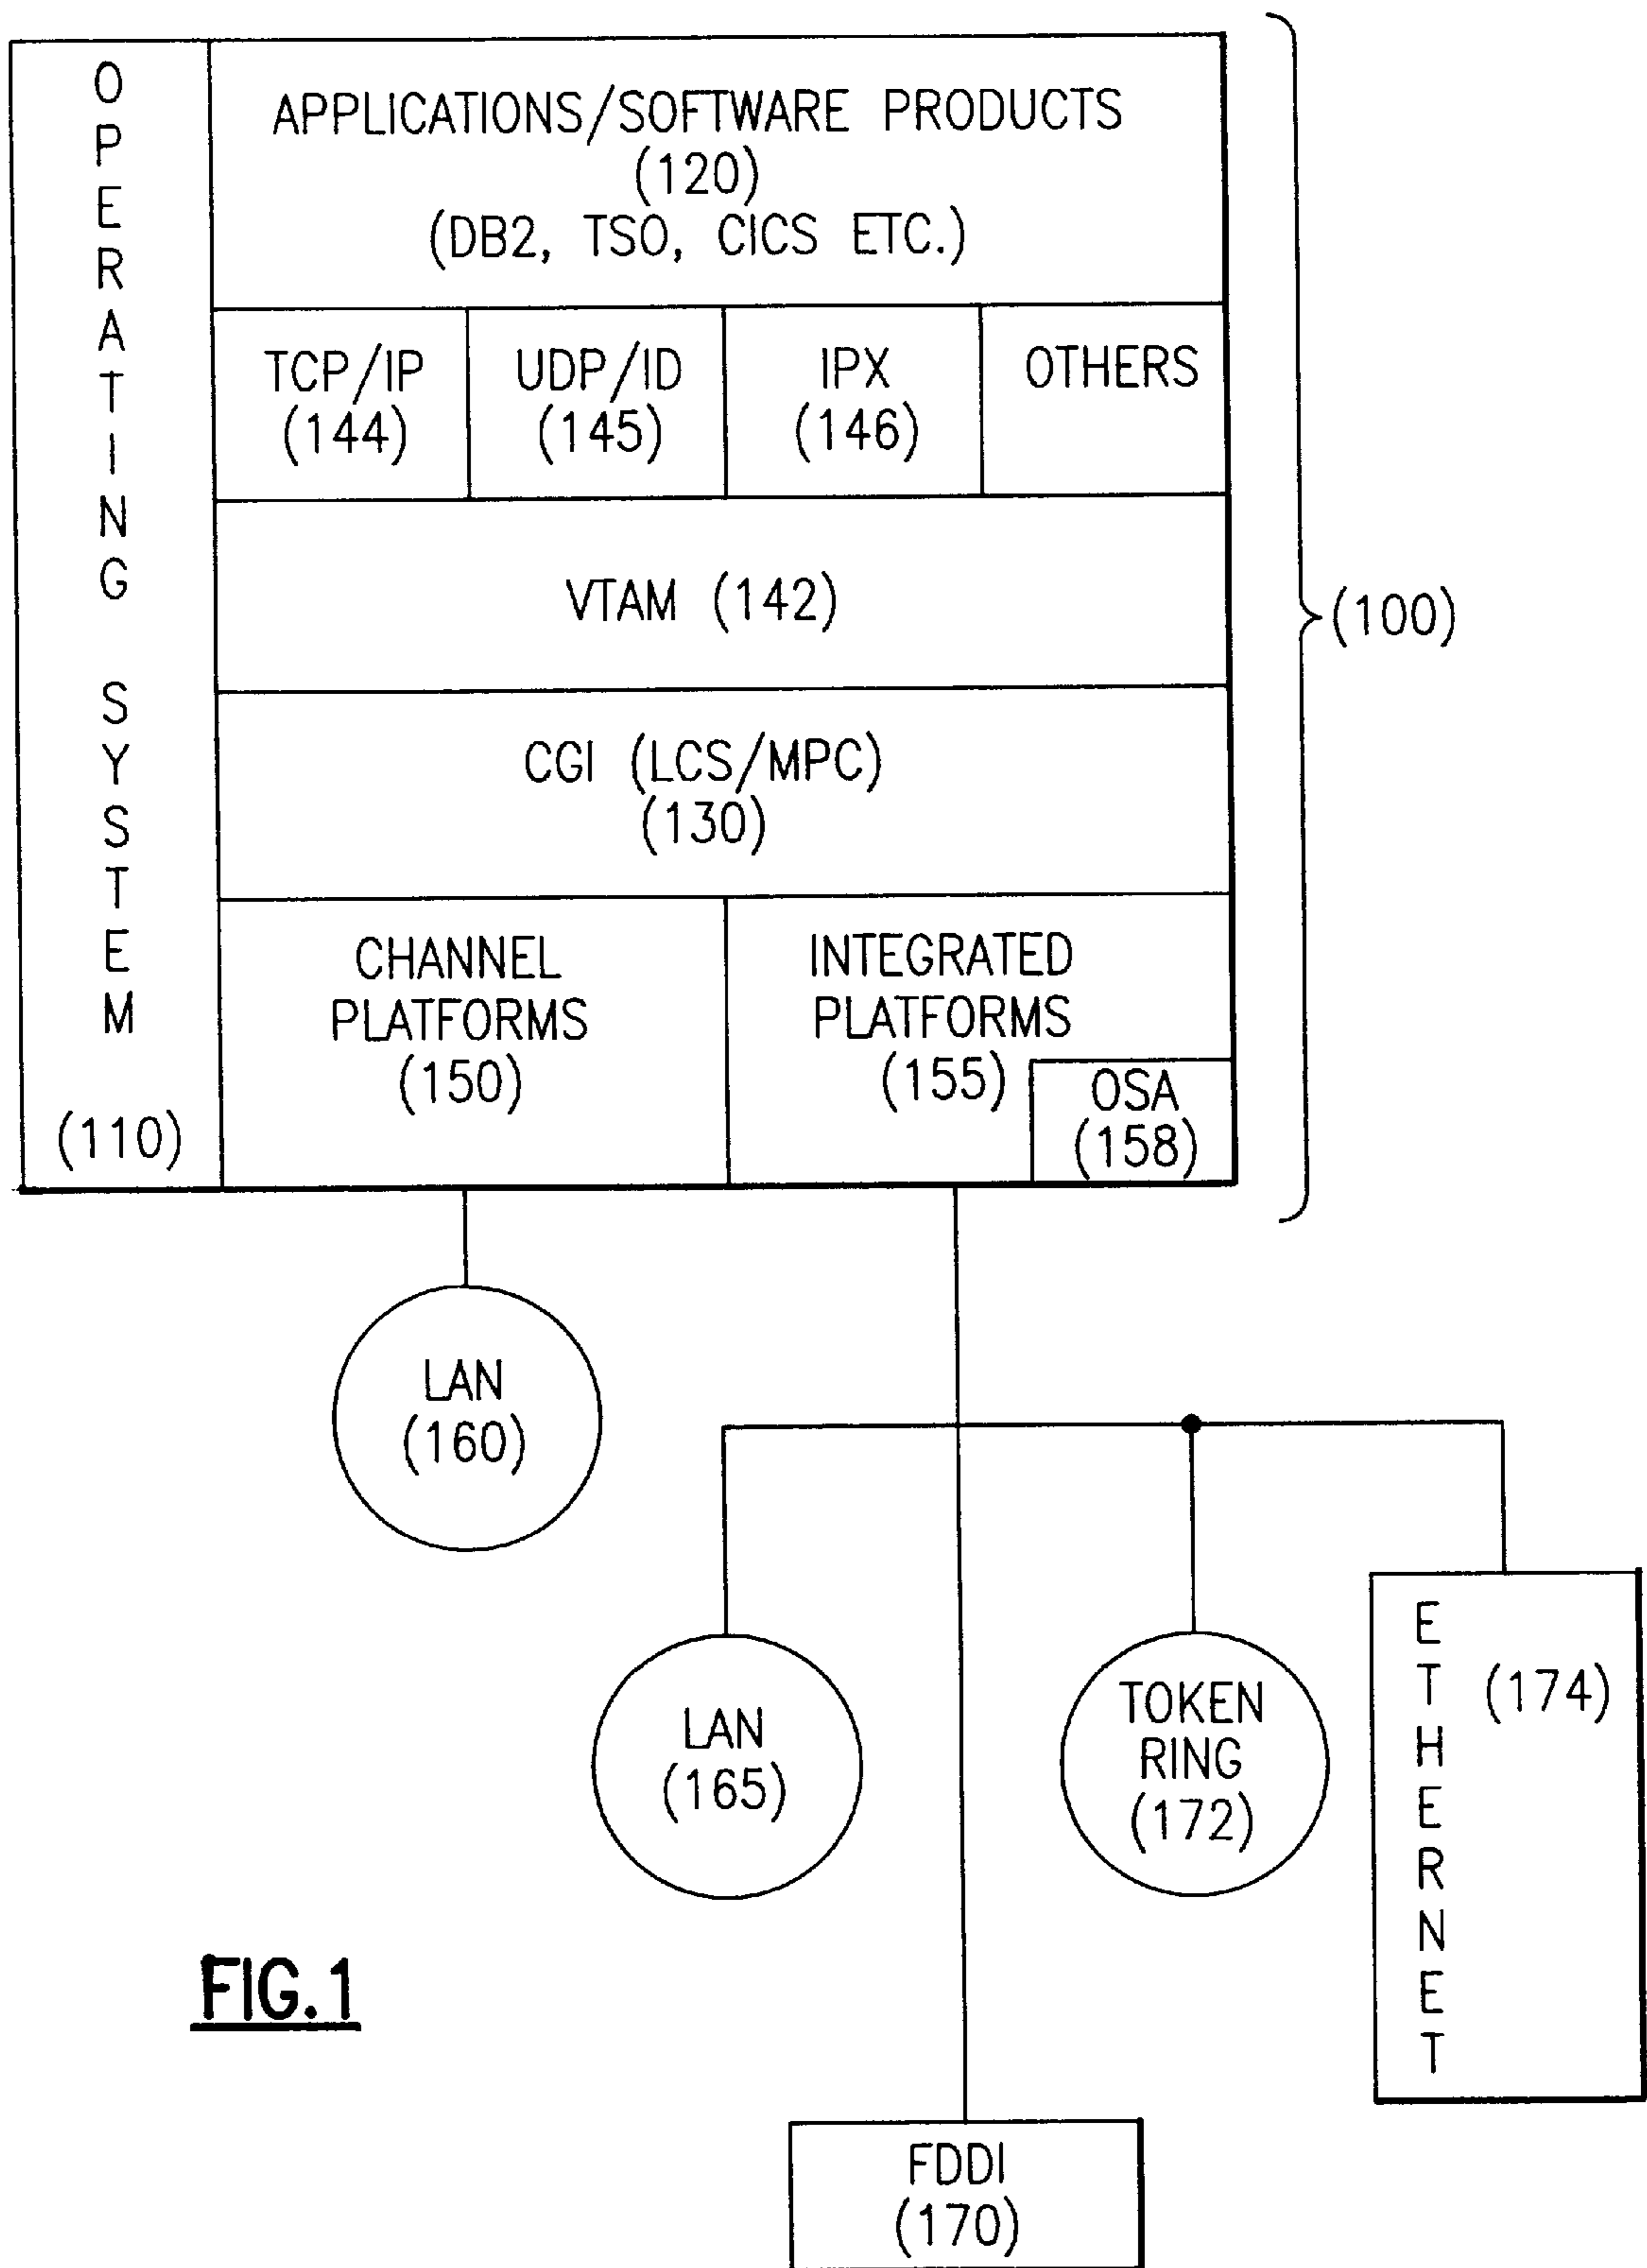 OPERATING SYSTEM
(110)
APPLICATIONS/SOFTWARE PRODUCTS
(120)
(DB2, TSO, CICS ETC.)
TCP/IP
(144)
UDP/ID
(145)
IPX
(146)
OTHERS
VTAM (142)
CGI (LCS/MPC)
(130)
CHANNEL
PLATFORMS
(150)
INTEGRATED
PLATFORMS
(155)
OSA
(158)
(100)
LAN
(160)
LAN
(165)
TOKEN
RING
(172)
ETHERNET
(174)
FDDI
(170)
FIG.1